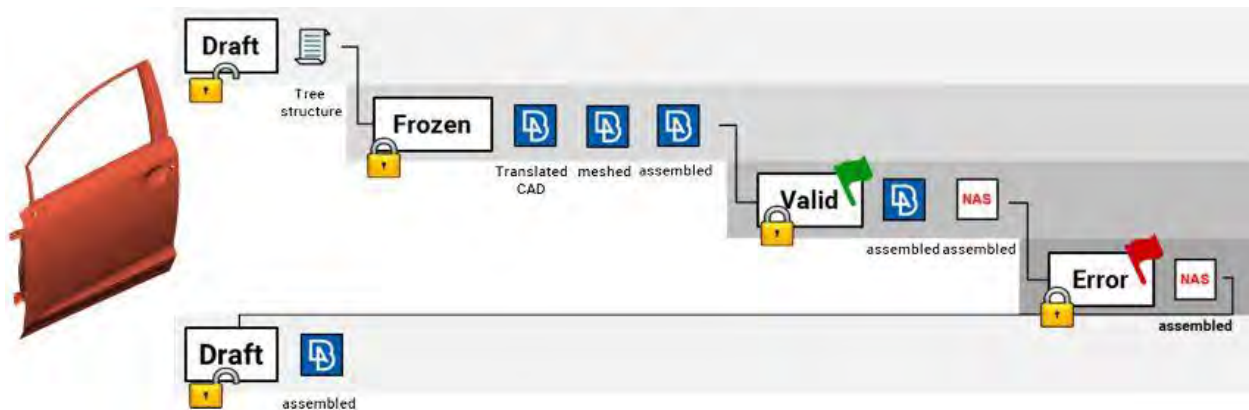 Draft
Tree
structure
Frozen
Translated
CAD
meshed
assembled
Valid
NAS
assembled
assembled
Error
NAS
assembled
Draft
assembled